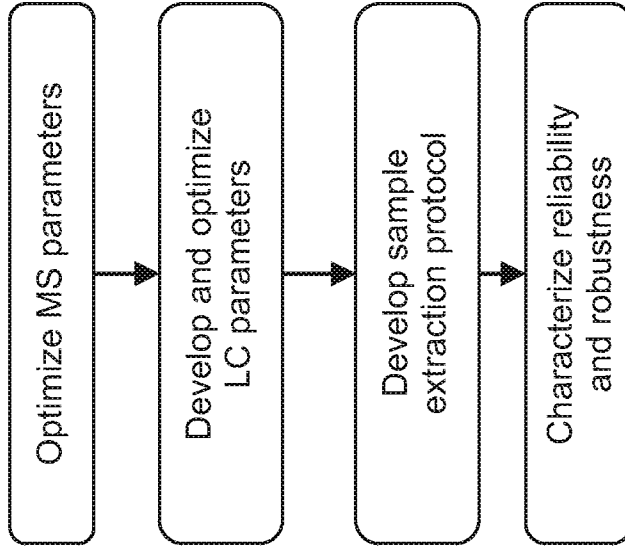 Optimize MS parameters
Develop and optimize
LC parameters
Develop sample
extraction protocol
Characterize reliability
and robustness